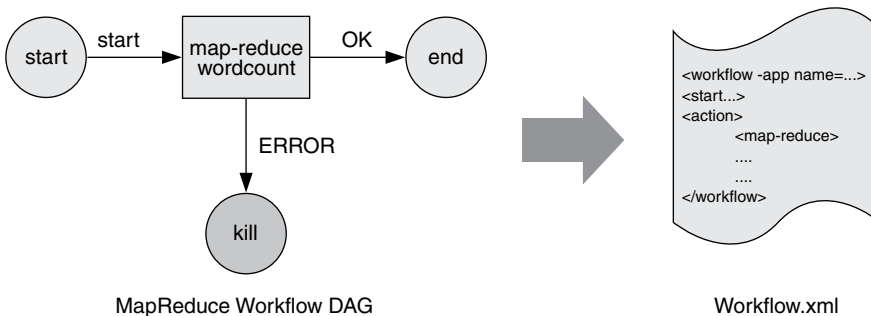 start
start
map-reduce
wordcount
OK
end
ERROR
kill
MapReduce Workflow DAG
<workflow -app name=...>
<start...>
<action>
<map-reduce>
....
....
</workflow>
Workflow.xml